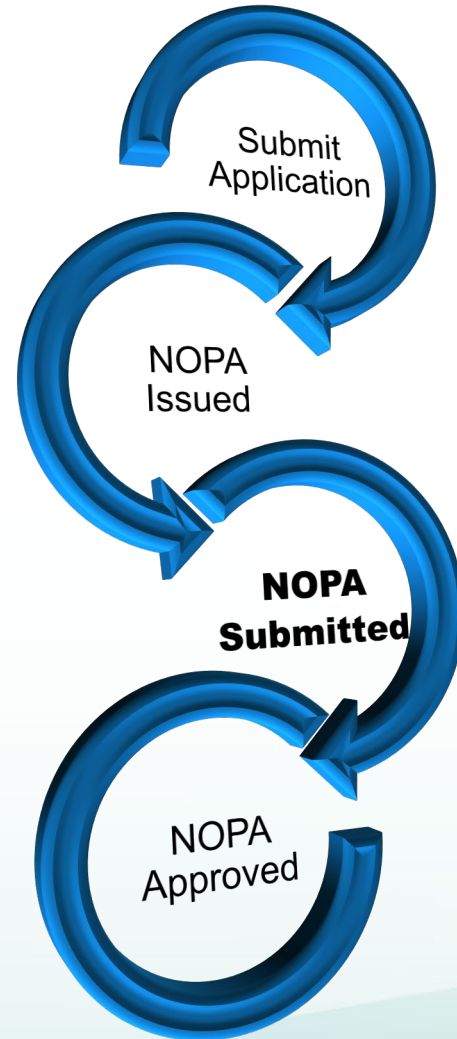 Submit
Application
NOPA
Issued
NOPA
Submitted
NOPA
Approved